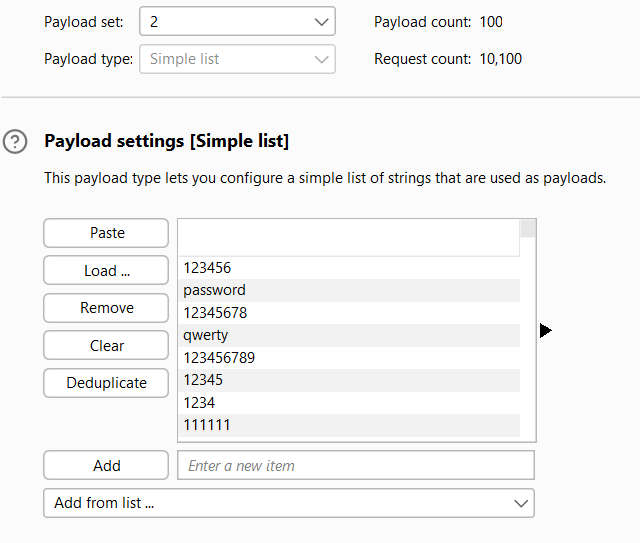 Payload set: 2 Payload count: 100
Payload type: Simple list Request count: 10,100
? Payload settings [Simple list]
This payload type lets you configure a simple list of strings that are used as payloads.
Paste
Load ...
Remove
Clear
Deduplicate
123456
password
12345678
qwerty
123456789
12345
1234
111111
Add Enter a new item
Add from list ...